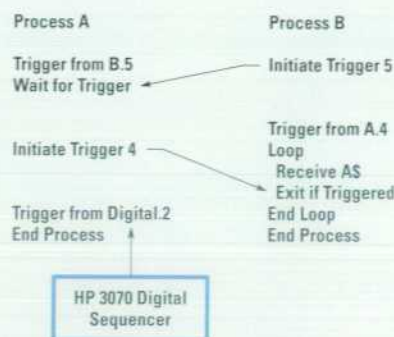 Process A
Trigger from B.5
Wait for Trigger
Initiate Trigger 4
Trigger from Digital.2
End Process
HP 3070 Digital
Sequencer
Process B
Initiate Trigger 5
Trigger from A.4
Loop
Receive A$
Exit if Triggered
End Loop
End Process